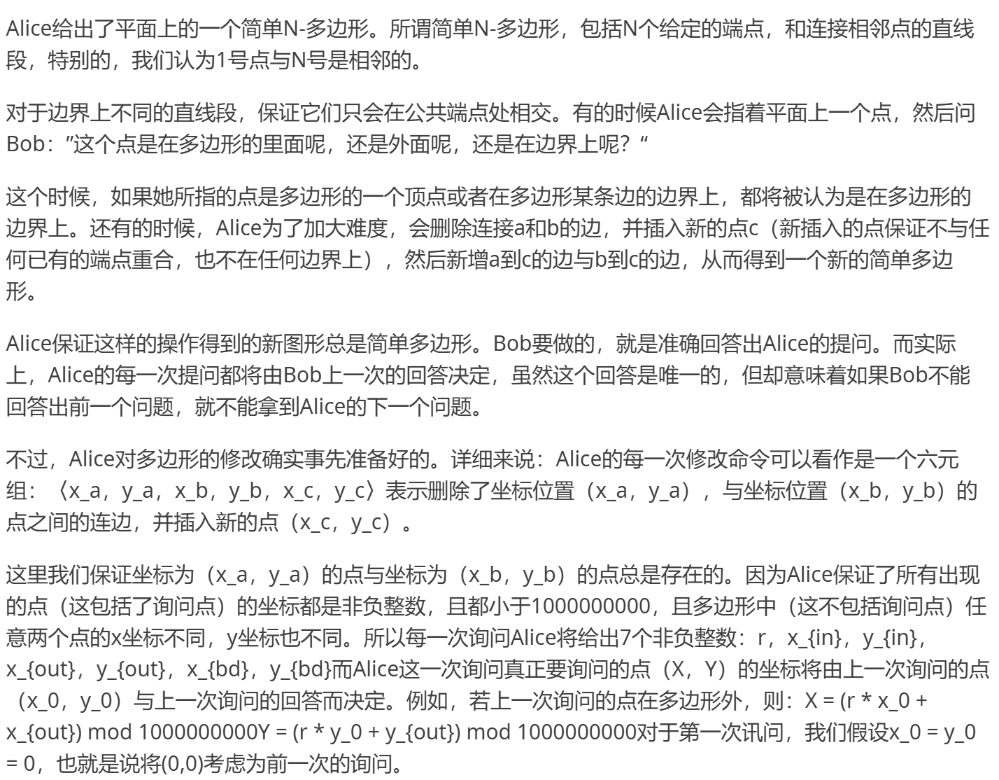 Alice给出了平面上的一个简单N-多边形。所谓简单N-多边形，包括N个给定的端点，和连接相邻点的直线
段，特别的，我们认为1号点与N号是相邻的。
对于边界上不同的直线段，保证它们只会在公共端点处相交。有的时候Alice会指着平面上一个点，然后问
Bob：”这个点是在多边形的里面呢，还是外面呢，还是在边界上呢？“
这个时候，如果她所指的点是多边形的一个顶点或者在多边形某条边的边界上，都将被认为是在多边形的
边界上。还有的时候，Alice为了加大难度，会删除连接a和b的边，并插入新的点c（新插入的点保证不与任
何已有的端点重合，也不在任何边界上），然后新增a到c的边与b到c的边，从而得到一个新的简单多边
形。
Alice保证这样的操作得到的新图形总是简单多边形。Bob要做的，就是准确回答出Alice的提问。而实际
上，Alice的每一次提问都将由Bob上一次的回答决定，虽然这个回答是唯一的，但却意味着如果Bob不能
回答出前一个问题，就不能拿到Alice的下一个问题。
不过，Alice对多边形的修改确实事先准备好的。详细来说：Alice的每一次修改命令可以看作是一个六元
组：〈x_a，y_a，x_b，y_b，x_c，y_c〉表示删除了坐标位置（x_a，y_a），与坐标位置（x_b，y_b）的
点之间的连边，并插入新的点（x_c，y_c）。
这里我们保证坐标为（x_a，y_a）的点与坐标为（x_b，y_b）的点总是存在的。因为Alice保证了所有出现
的点（这包括了询问点）的坐标都是非负整数，且都小于1000000000，且多边形中（这不包括询问点）任
意两个点的x坐标不同，y坐标也不同。所以每一次询问Alice将给出7个非负整数：r，x_{in}，y_{in}，
x_{out}，y_{out}，x_{bd}，y_{bd}而Alice这一次询问真正要询问的点（X，Y）的坐标将由上一次询问的点
（x_0，y_0）与上一次询问的回答而决定。例如，若上一次询问的点在多边形外，则：X = (r * x_0 +
x_{out}) mod 1000000000Y = (r * y_0 + y_{out}) mod 1000000000对于第一次讯问，我们假设x_0 = y_0
= 0，也就是说将(0,0)考虑为前一次的询问。